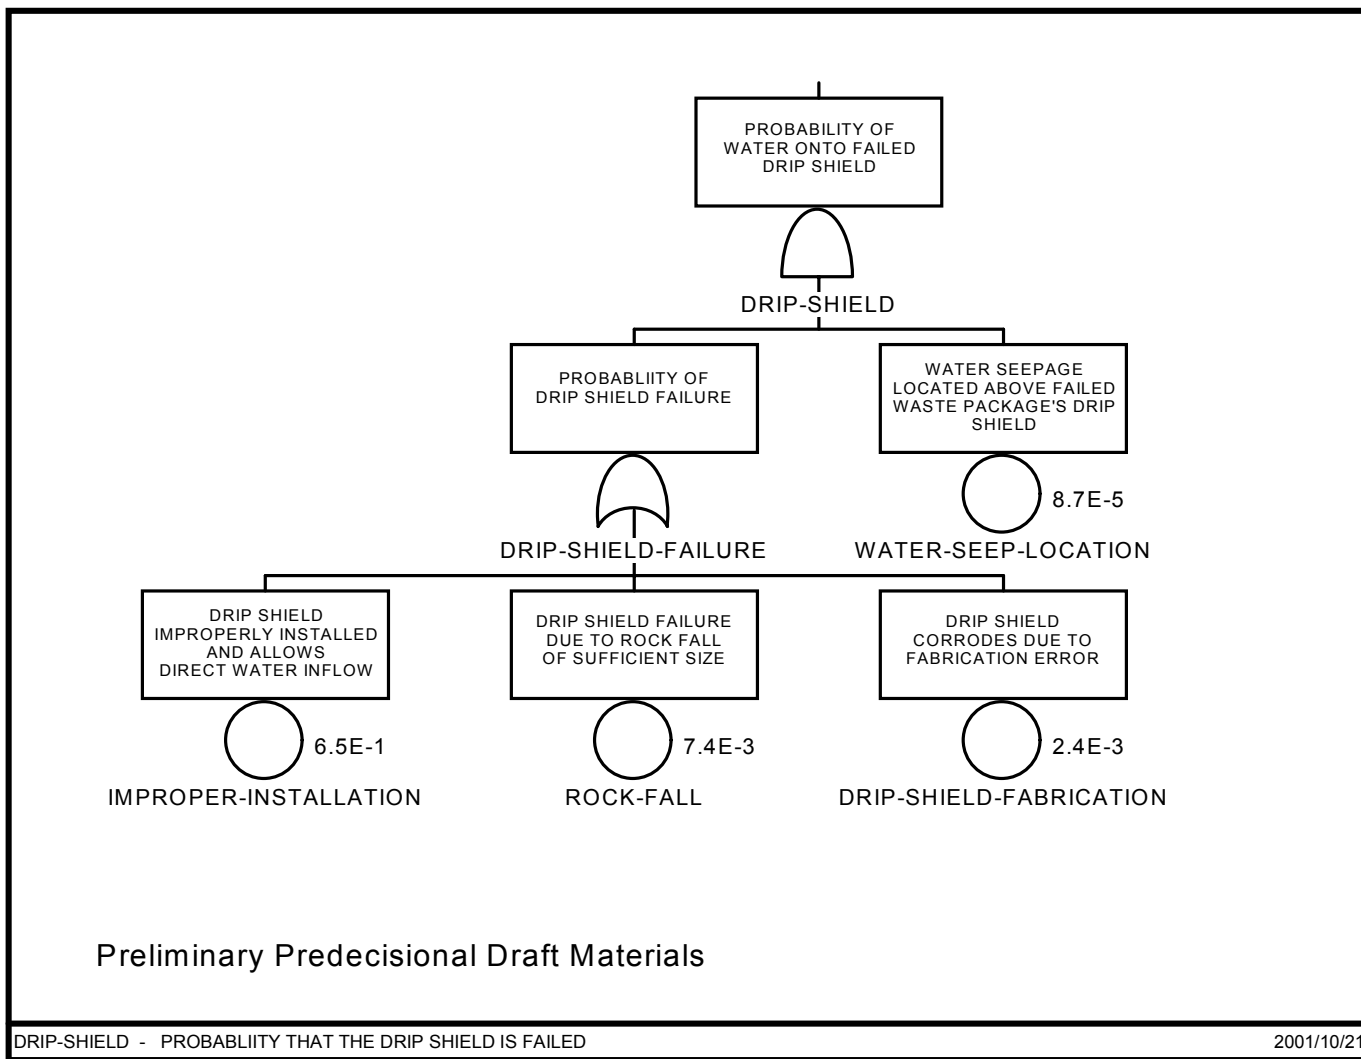 PROBABILITY OF
WATER ONTO FAILED
DRIP SHIELD
DRIP-SHIELD
PROBABLIITY OF
DRIP SHIELD FAILURE
WATER SEEPAGE
LOCATED ABOVE FAILED
WASTE PACKAGE'S DRIP
SHIELD
8.7E-5
DRIP-SHIELD-FAILURE
WATER-SEEP-LOCATION
DRIP SHIELD
IMPROPERLY INSTALLED
AND ALLOWS
DIRECT WATER INFLOW
DRIP SHIELD FAILURE
DUE TO ROCK FALL
OF SUFFICIENT SIZE
DRIP SHIELD
CORRODES DUE TO
FABRICATION ERROR
6.5E-1
7.4E-3
2.4E-3
IMPROPER-INSTALLATION
ROCK-FALL
DRIP-SHIELD-FABRICATION
Preliminary Predecisional Draft Materials
DRIP-SHIELD - PROBABLIITY THAT THE DRIP SHIELD IS FAILED
2001/10/21